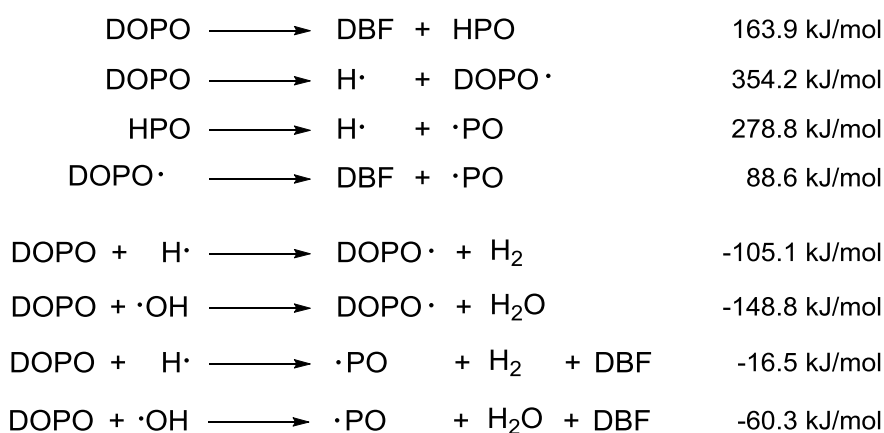 DOPO ⟶ DBF + HPO 163.9 kJ/mol
DOPO ⟶ H· + DOPO· 354.2 kJ/mol
HPO ⟶ H· + ·PO 278.8 kJ/mol
DOPO· ⟶ DBF + ·PO 88.6 kJ/mol
DOPO + H· ⟶ DOPO· + H₂ -105.1 kJ/mol
DOPO + ·OH ⟶ DOPO· + H₂O -148.8 kJ/mol
DOPO + H· ⟶ ·PO + H₂ + DBF -16.5 kJ/mol
DOPO + ·OH ⟶ ·PO + H₂O + DBF -60.3 kJ/mol